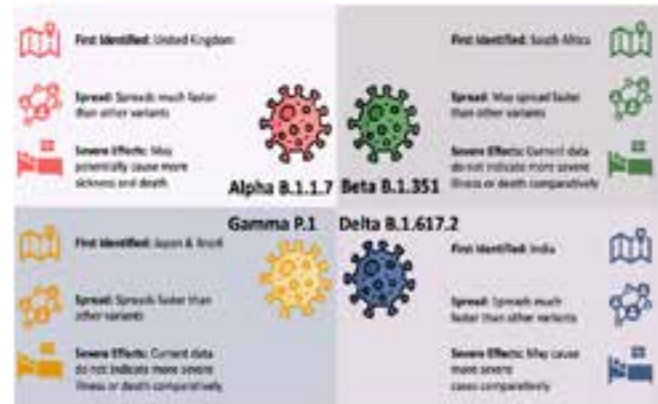 First Identified: United Kingdom
Spread: Spreads much faster
than other variants
Severe Effects: May
potentially cause more
sickness and death
Alpha B.1.1.7
First Identified: South Africa
Spread: May spread faster
than other variants
Severe Effects: Current data
do not indicate more severe
illness or death comparatively
Beta B.1.351
Gamma P.1
First Identified: Japan & Brazil
Spread: Spreads faster than
other variants
Severe Effects: Current data
do not indicate more severe
illness or death comparatively
Delta B.1.617.2
First Identified: India
Spread: Spreads much
faster than other variants
Severe Effects: May cause
more severe
cases comparatively